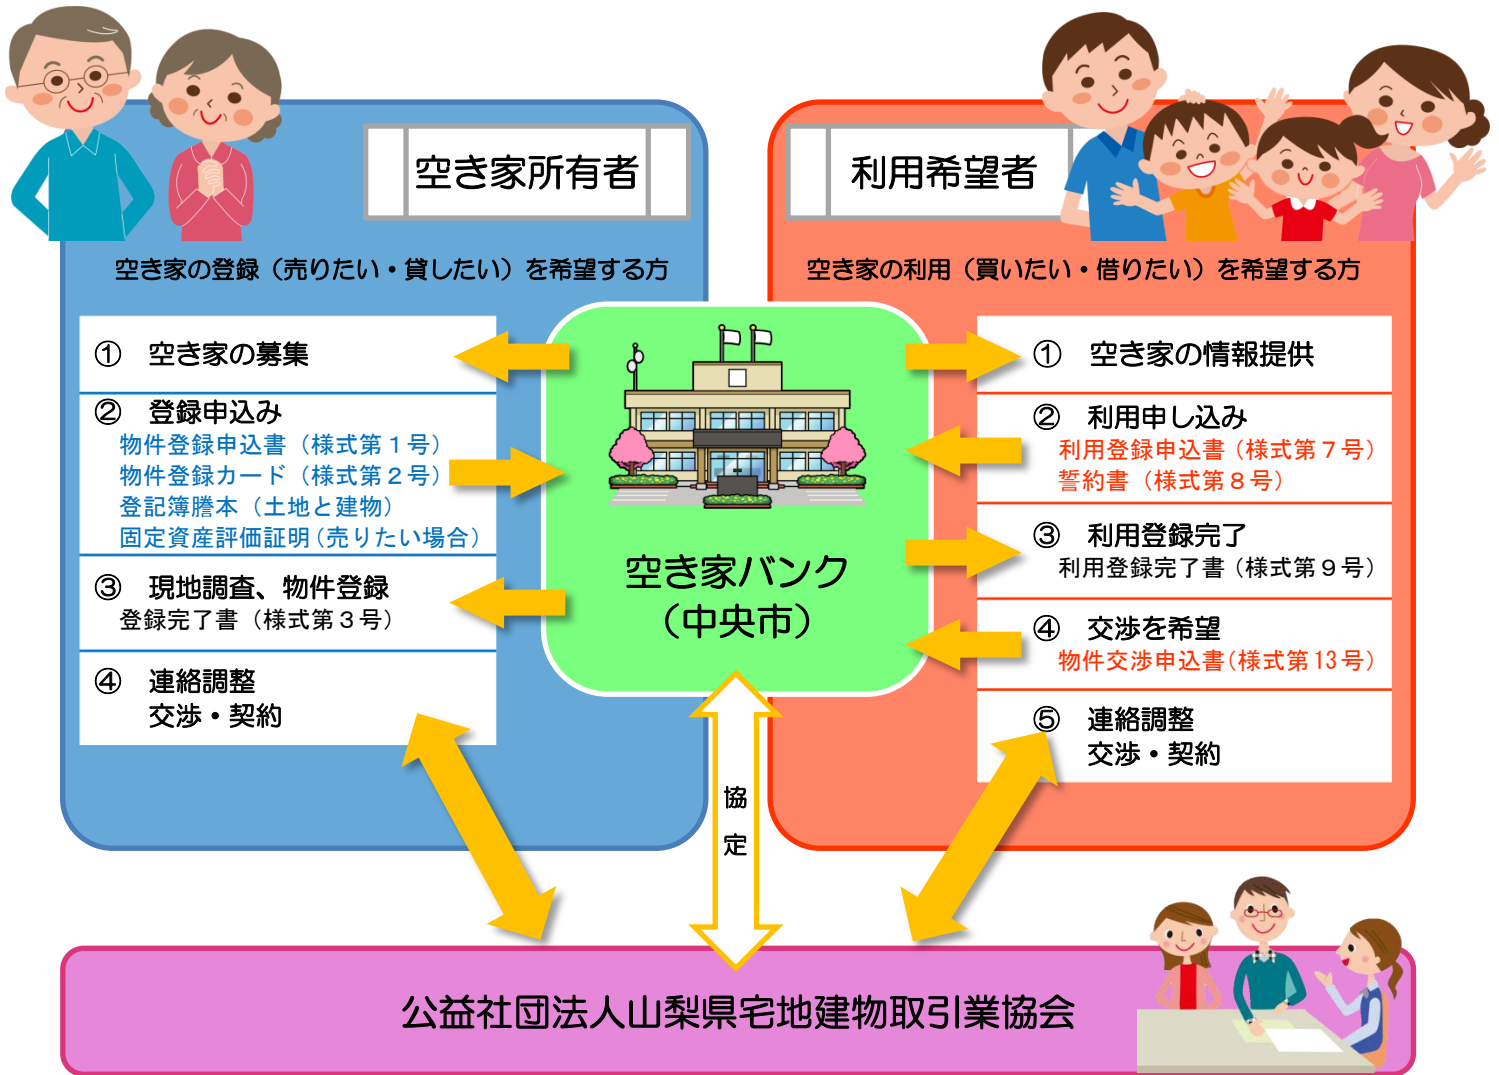 空き家所有者
空き家の登録（売りたい・貸したい）を希望する方
① 空き家の募集
② 登録申込み
物件登録申込書（様式第１号）
物件登録カード（様式第２号）
登記簿謄本（土地と建物）
固定資産評価証明（売りたい場合）
③ 現地調査、物件登録
登録完了書（様式第３号）
④ 連絡調整
交渉・契約
利用希望者
空き家の利用（買いたい・借りたい）を希望する方
① 空き家の情報提供
② 利用申し込み
利用登録申込書（様式第７号）
誓約書（様式第８号）
③ 利用登録完了
利用登録完了書（様式第９号）
④ 交渉を希望
物件交渉申込書（様式第13号）
⑤ 連絡調整
交渉・契約
空き家バンク
（中央市）
協
定
公益社団法人山梨県宅地建物取引業協会